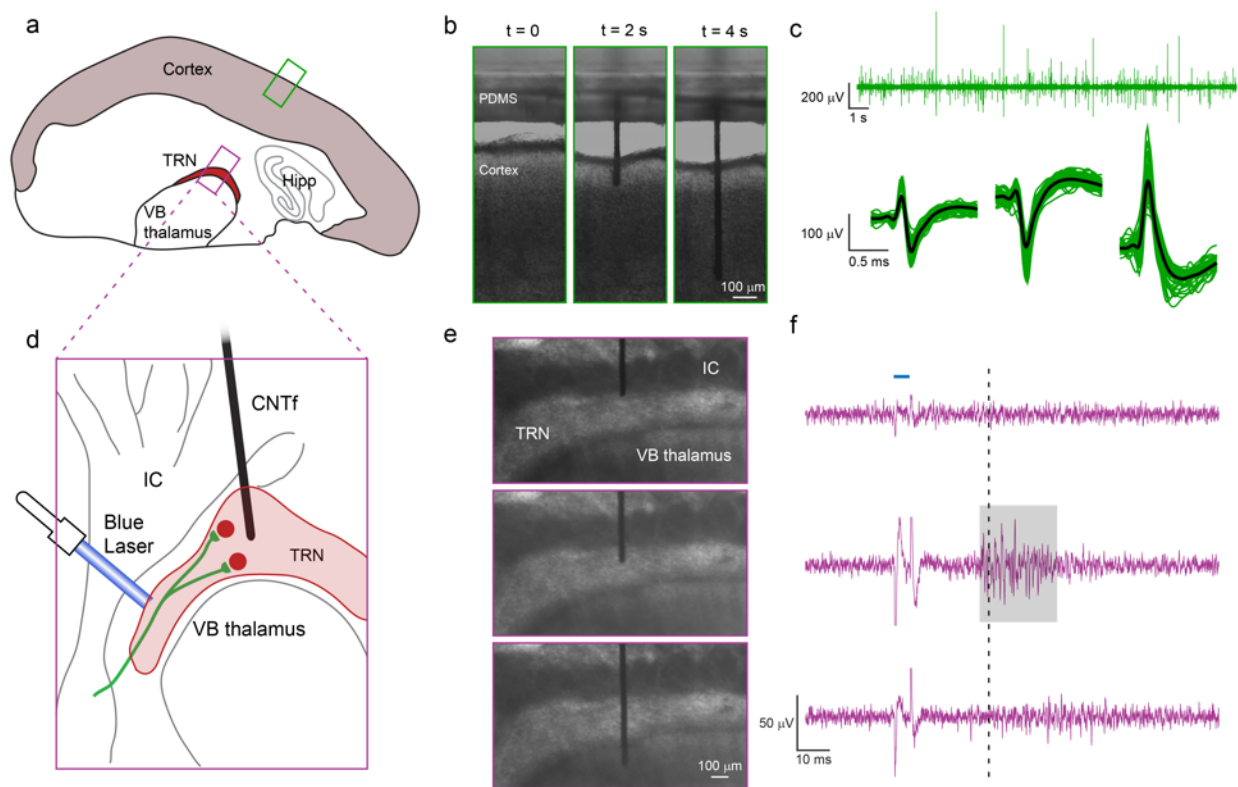 a
Cortex
TRN
Hipp
VB
thalamus
b
t = 0
t = 2 s
t = 4 s
PDMS
Cortex
100 μm
c
200 μV
1 s
100 μV
0.5 ms
d
CNTf
IC
Blue
Laser
TRN
VB thalamus
e
IC
TRN
VB thalamus
100 μm
f
50 μV
10 ms